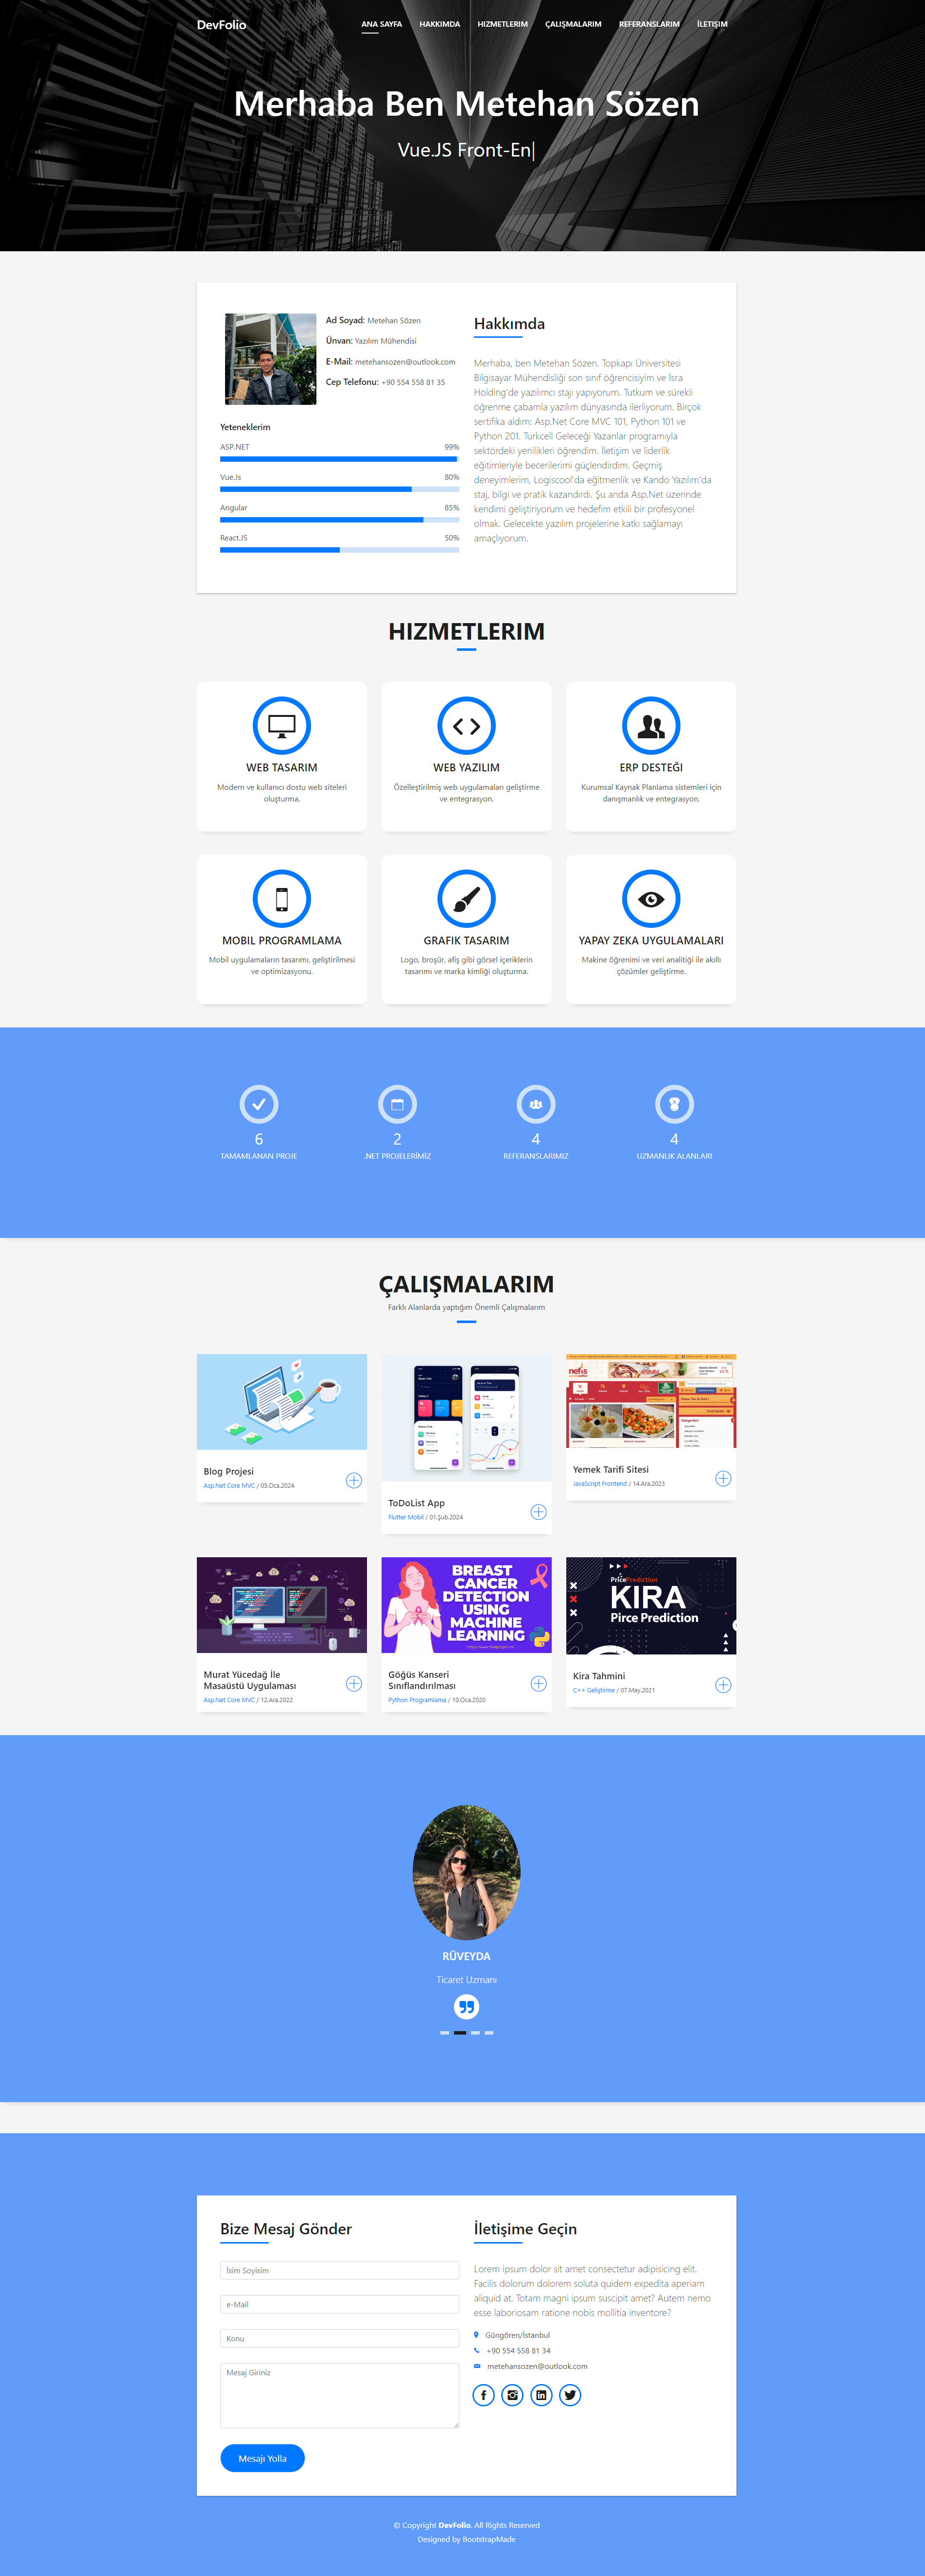 DevFolio
ANA SAYFA
HAKKIMDA
HIZMETLERIM
ÇALIŞMALARIM
REFERANSLARIM
İLETIŞIM
Merhaba Ben Metehan Sözen
Vue.JS Front-En|
Ad Soyad: Metehan Sözen
Ünvan: Yazılım Mühendisi
E-Mail: metehansozen@outlook.com
Cep Telefonu: +90 554 558 81 35
Yeteneklerim
ASP.NET 99%
Vue.Js 80%
Angular 85%
React.JS 50%
Hakkımda
Merhaba, ben Metehan Sözen. Topkapı Üniversitesi
Bilgisayar Mühendisliği son sınıf öğrencisiyim ve İsra
Holding'de yazılımcı stajı yapıyorum. Tutkum ve sürekli
öğrenme çabamla yazılım dünyasında ilerliyorum. Birçok
sertifika aldım: Asp.Net Core MVC 101, Python 101 ve
Python 201. Turkcell Geleceği Yazanlar programıyla
sektördeki yenilikleri öğrendim. İletişim ve liderlik
eğitimleriyle becerilerimi güçlendirdim. Geçmiş
deneyimlerim, Logiscool'da eğitmenlik ve Kando Yazılım'da
staj, bilgi ve pratik kazandırdı. Şu anda Asp.Net üzerinde
kendimi geliştiriyorum ve hedefim etkili bir profesyonel
olmak. Gelecekte yazılım projelerine katkı sağlamayı
amaçlıyorum.
HIZMETLERIM
WEB TASARIM
Modern ve kullanıcı dostu web siteleri
oluşturma.
WEB YAZILIM
Özelleştirilmiş web uygulamaları geliştirme
ve entegrasyon.
ERP DESTEĞI
Kurumsal Kaynak Planlama sistemleri için
danışmanlık ve entegrasyon.
MOBIL PROGRAMLAMA
Mobil uygulamaların tasarımı, geliştirilmesi
ve optimizasyonu.
GRAFIK TASARIM
Logo, broşür, afiş gibi görsel içeriklerin
tasarımı ve marka kimliği oluşturma.
YAPAY ZEKA UYGULAMALARI
Makine öğrenimi ve veri analitiği ile akıllı
çözümler geliştirme.
6
TAMAMLANAN PROJE
2
.NET PROJELERİMİZ
4
REFERANSLARIMIZ
4
UZMANLIK ALANLARI
ÇALIŞMALARIM
Farklı Alanlarda yaptığım Önemli Çalışmalarım
Blog Projesi
Asp.Net Core MVC / 05.Oca.2024
ToDoList App
Flutter Mobil / 01.Şub.2024
nefis
Yemek Tarifi Sitesi
JavaScript Frontend / 14.Ara.2023
Murat Yücedağ İle
Masaüstü Uygulaması
Asp.Net Core MVC / 12.Ara.2022
BREAST
CANCER
DETECTION
USING
MACHINE
LEARNING
Göğüs Kanseri
Sınıflandırılması
Python Programlama / 10.Oca.2020
PricePrediction
KIRA
Pirce Prediction
Kira Tahmini
C++ Geliştirme / 07.May.2021
RÜVEYDA
Ticaret Uzmanı
Bize Mesaj Gönder
İsim Soyisim
e-Mail
Konu
Mesaj Giriniz
Mesajı Yolla
İletişime Geçin
Lorem ipsum dolor sit amet consectetur adipisicing elit.
Facilis dolorum dolorem soluta quidem expedita aperiam
aliquid at. Totam magni ipsum suscipit amet? Autem nemo
esse laboriosam ratione nobis mollitia inventore?
Güngören/İstanbul
+90 554 558 81 34
metehansozen@outlook.com
© Copyright DevFolio. All Rights Reserved
Designed by BootstrapMade